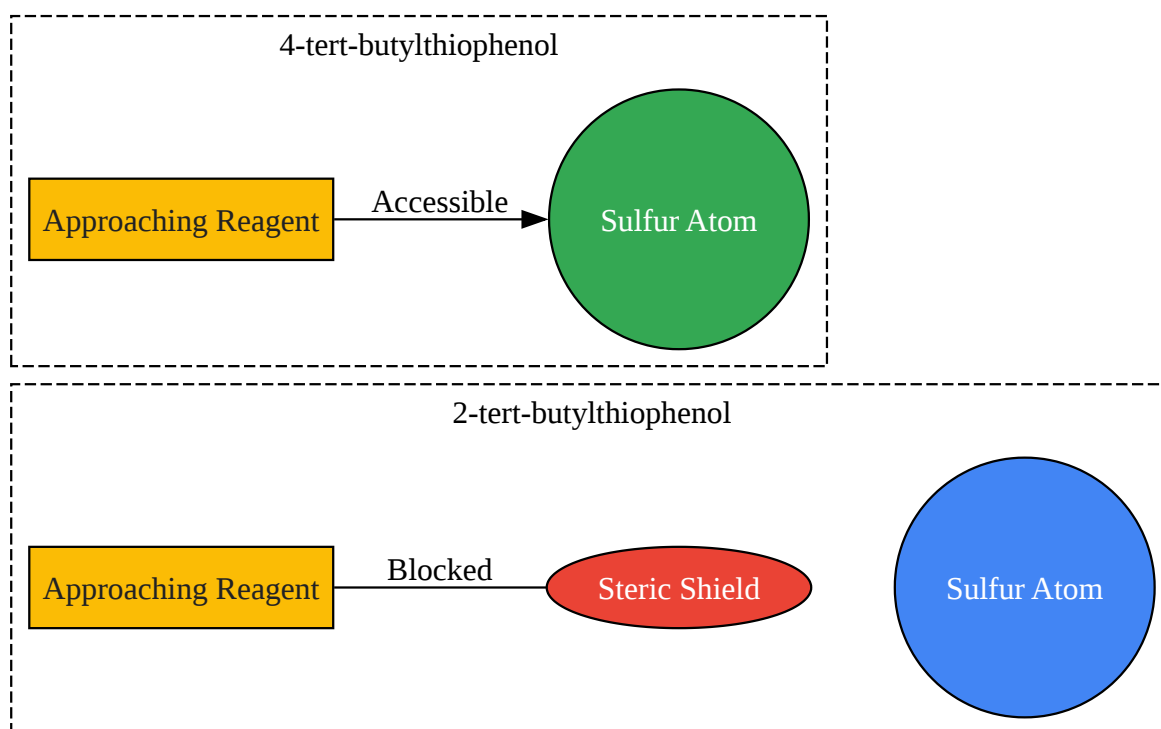 4-tert-butylthiophenol
Approaching Reagent
Accessible
Sulfur Atom
2-tert-butylthiophenol
Approaching Reagent
Blocked
Steric Shield
Sulfur Atom